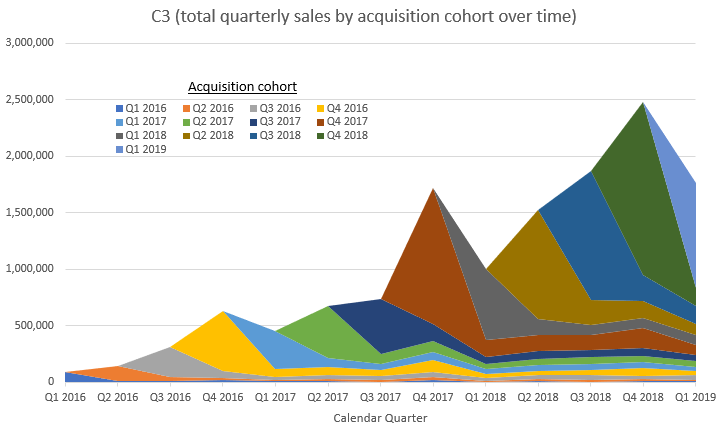 C3 (total quarterly sales by acquisition cohort over time)
3,000,000
2,500,000
2,000,000
1,500,000
1,000,000
500,000
0
Acquisition cohort
Q1 2016 Q2 2016 Q3 2016 Q4 2016
Q1 2017 Q2 2017 Q3 2017 Q4 2017
Q1 2018 Q2 2018 Q3 2018 Q4 2018
Q1 2019
Q1 2016 Q2 2016 Q3 2016 Q4 2016 Q1 2017 Q2 2017 Q3 2017 Q4 2017 Q1 2018 Q2 2018 Q3 2018 Q4 2018 Q1 2019
Calendar Quarter